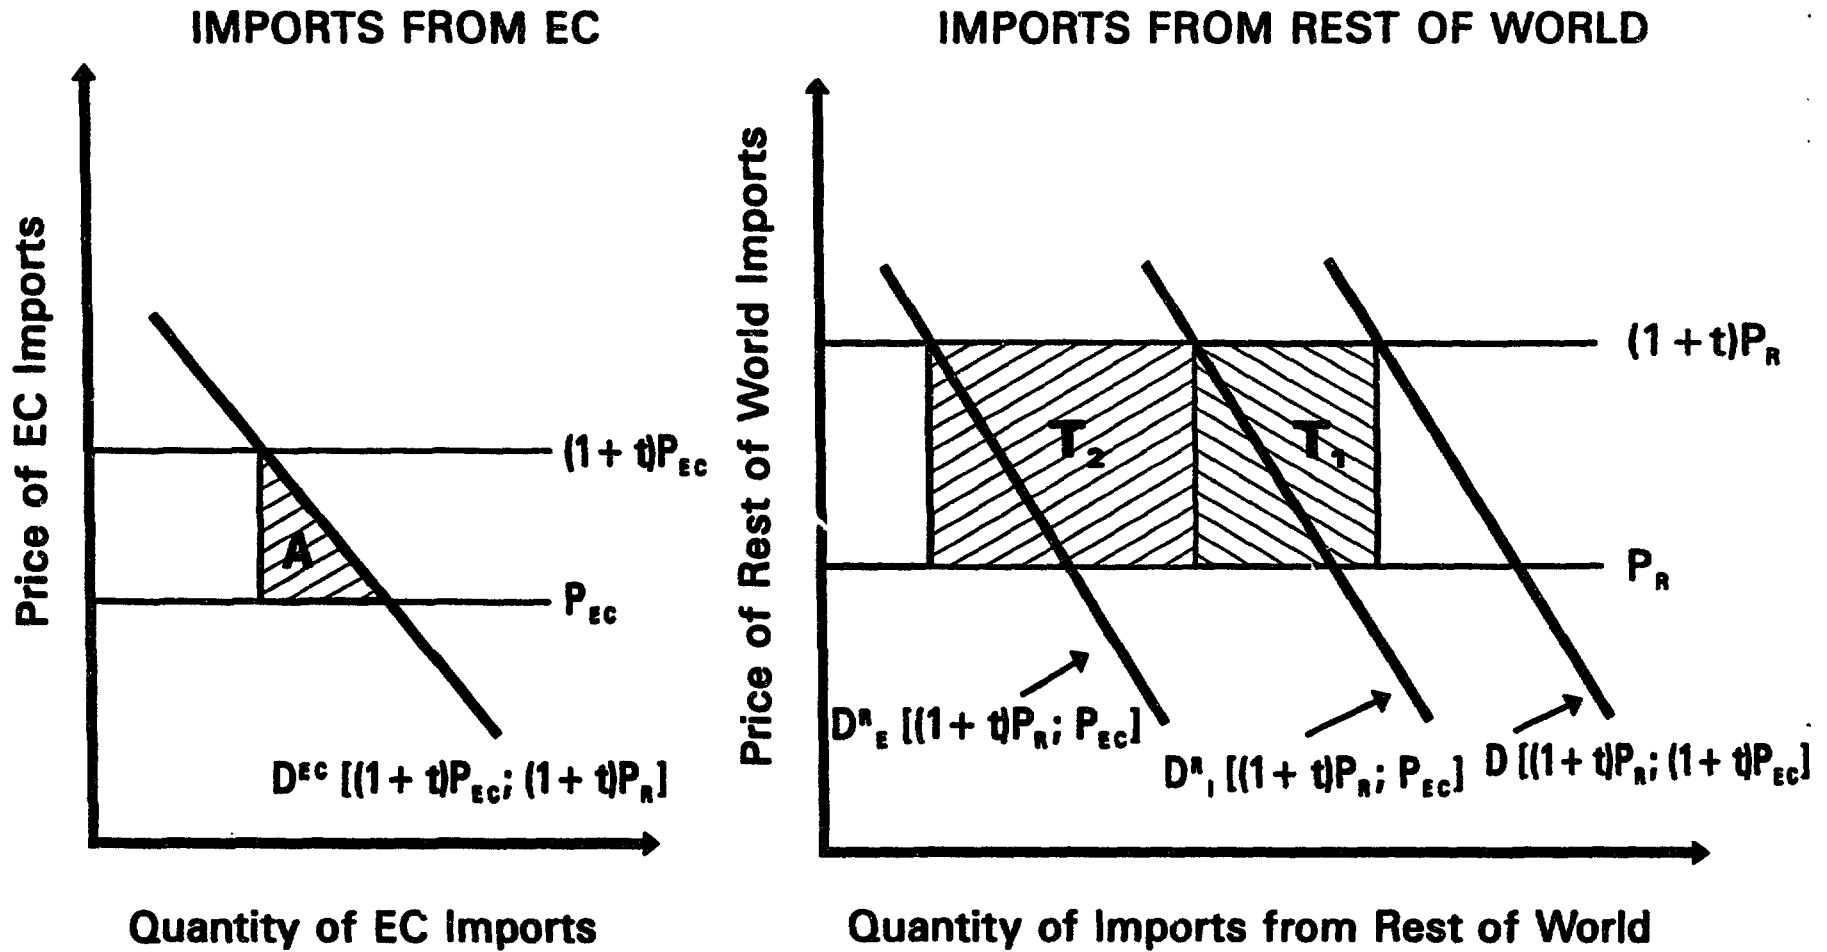 IMPORTS FROM EC
Price of EC Imports
(1 + t)P_EC
A
P_EC
D^EC [(1 + t)P_EC; (1 + t)P_R]
Quantity of EC Imports
IMPORTS FROM REST OF WORLD
Price of Rest of World Imports
(1 + t)P_R
T_2
T_1
P_R
D^R_E [(1 + t)P_R; P_EC]
D^R_I [(1 + t)P_R; P_EC]
D [(1 + t)P_R; (1 + t)P_EC]
Quantity of Imports from Rest of World